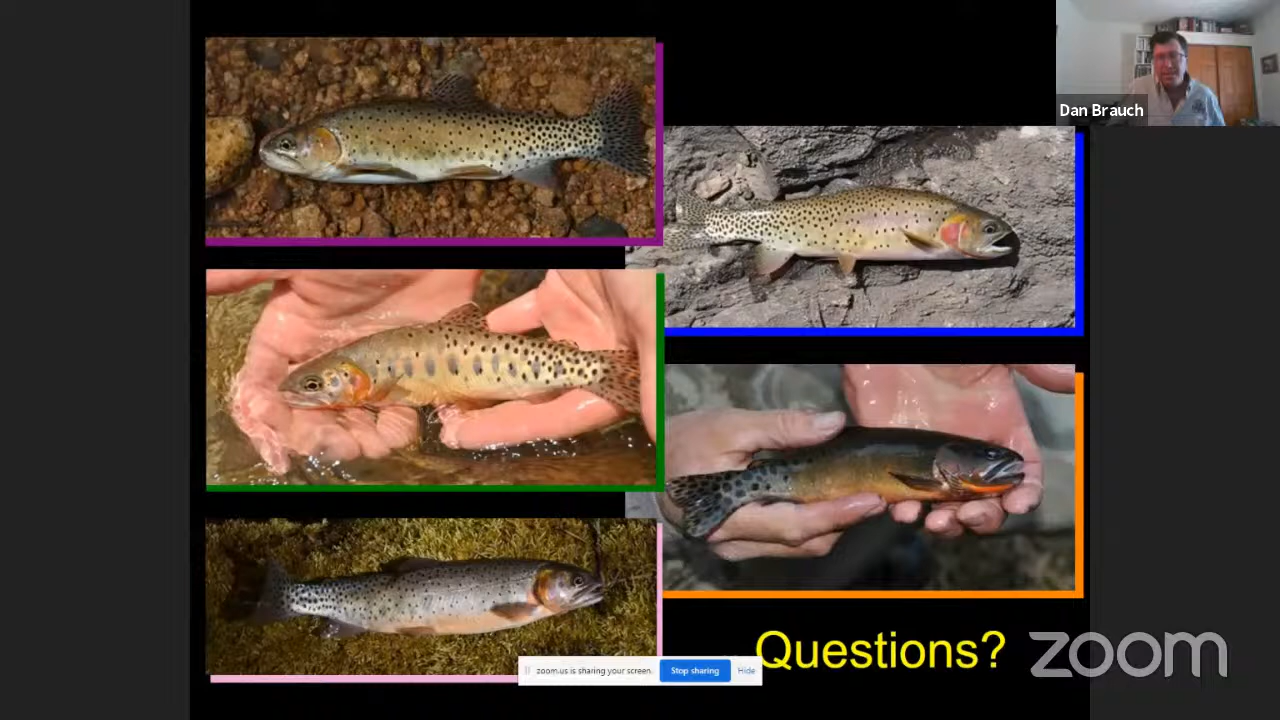 Dan Brauch
Questions?
zoom
zoom.us is sharing your screen.
Stop sharing
Hide